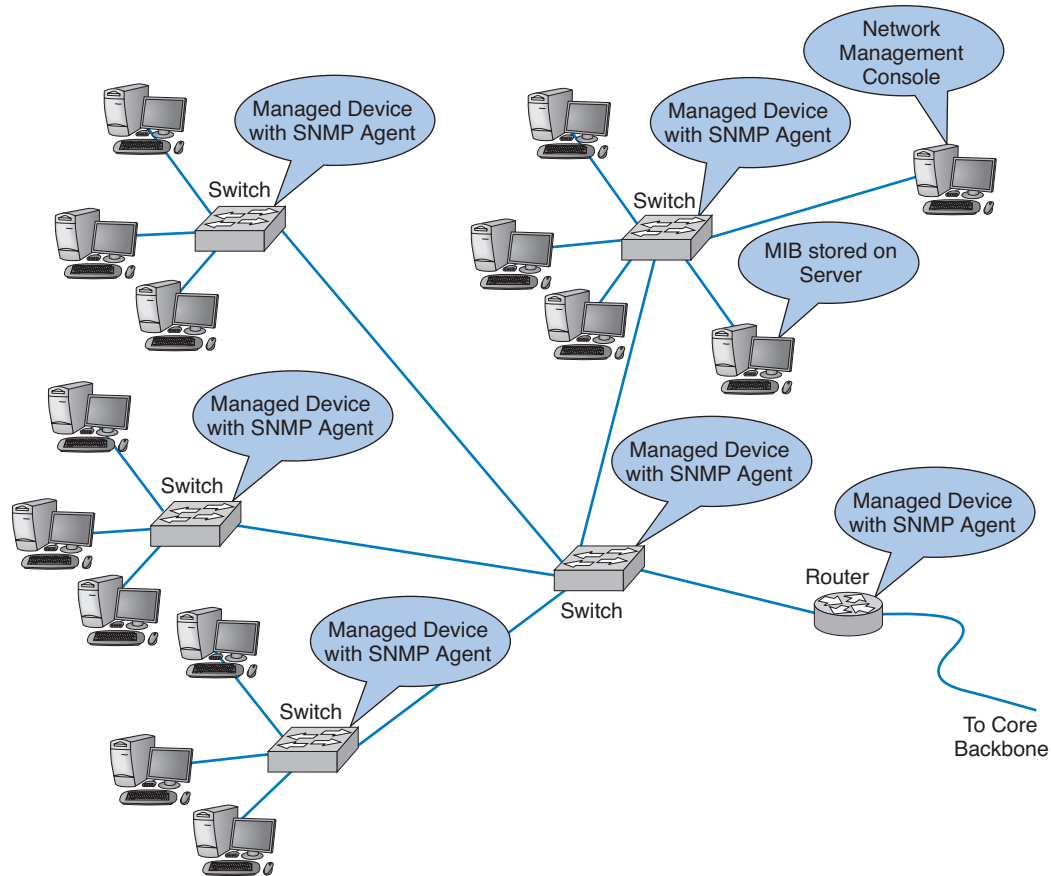 Network
Management
Console
Managed Device
with SNMP Agent
Managed Device
with SNMP Agent
Switch
Switch
MIB stored on
Server
Managed Device
with SNMP Agent
Managed Device
with SNMP Agent
Switch
Managed Device
with SNMP Agent
Router
Switch
Managed Device
with SNMP Agent
Switch
To Core
Backbone